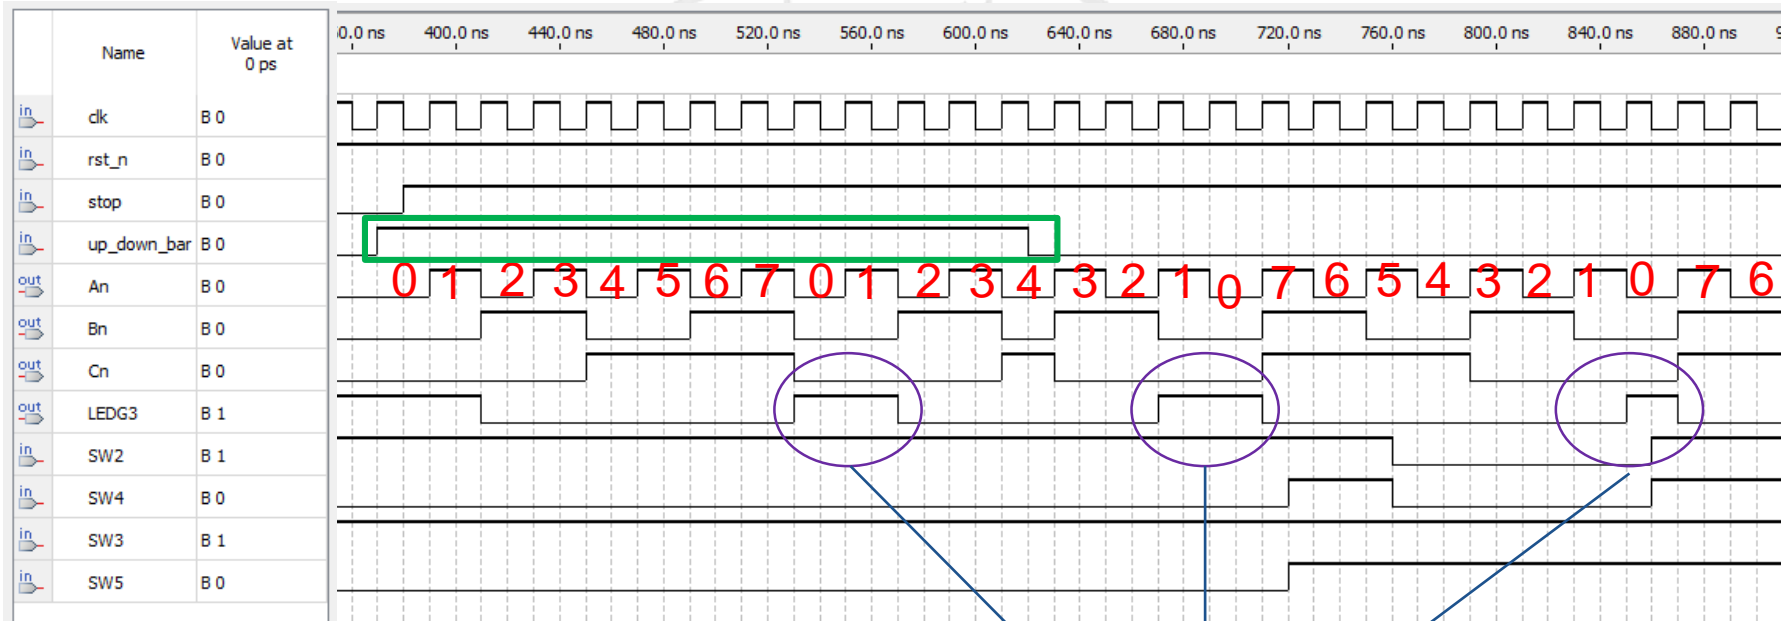 Name Value at 0 ps
0.0 ns 400.0 ns 440.0 ns 480.0 ns 520.0 ns 560.0 ns 600.0 ns 640.0 ns 680.0 ns 720.0 ns 760.0 ns 800.0 ns 840.0 ns 880.0 ns 9
in clk B 0
in rst_n B 0
in stop B 0
in up_down_bar B 0
out An B 0 0 1 2 3 4 5 6 7 0 1 2 3 4 3 2 1 0 7 6 5 4 3 2 1 0 7 6
out Bn B 0
out Cn B 0
out LEDG3 B 1
in SW2 B 1
in SW4 B 0
in SW3 B 1
in SW5 B 0